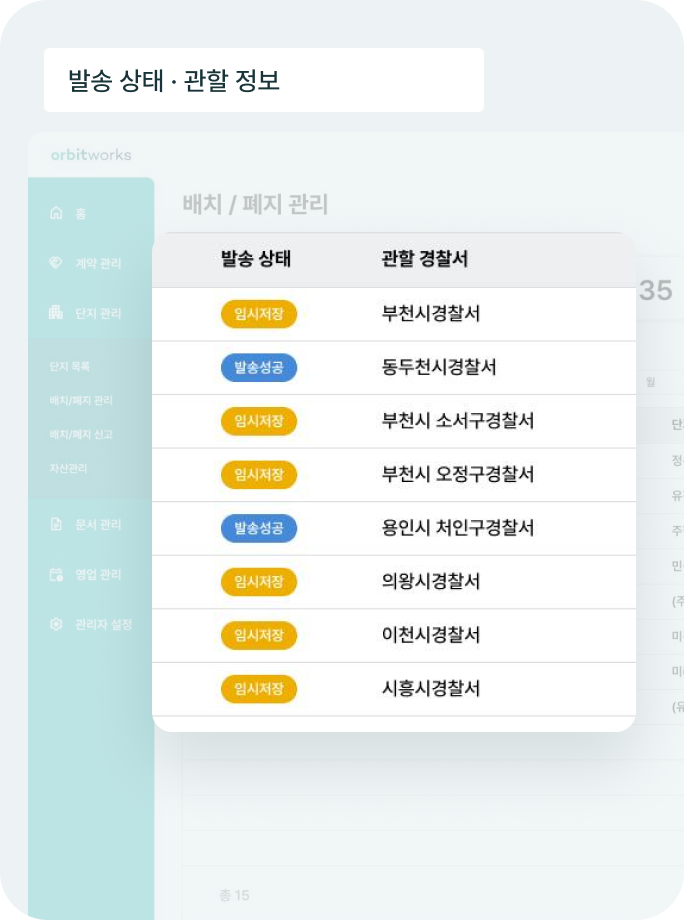 발송 상태 · 관할 정보
orbitworks
배치 / 폐지 관리
홈
계약 관리
단지 관리
단지 목록
배치/폐지 관리
배치/폐지 신고
자산관리
문서 관리
영업 관리
관리자 설정
발송 상태 관할 경찰서
임시저장 부천시경찰서
발송성공 동두천시경찰서
임시저장 부천시 소서구경찰서
임시저장 부천시 오정구경찰서
발송성공 용인시 처인구경찰서
임시저장 의왕시경찰서
임시저장 이천시경찰서
임시저장 시흥시경찰서
35
월
총 15